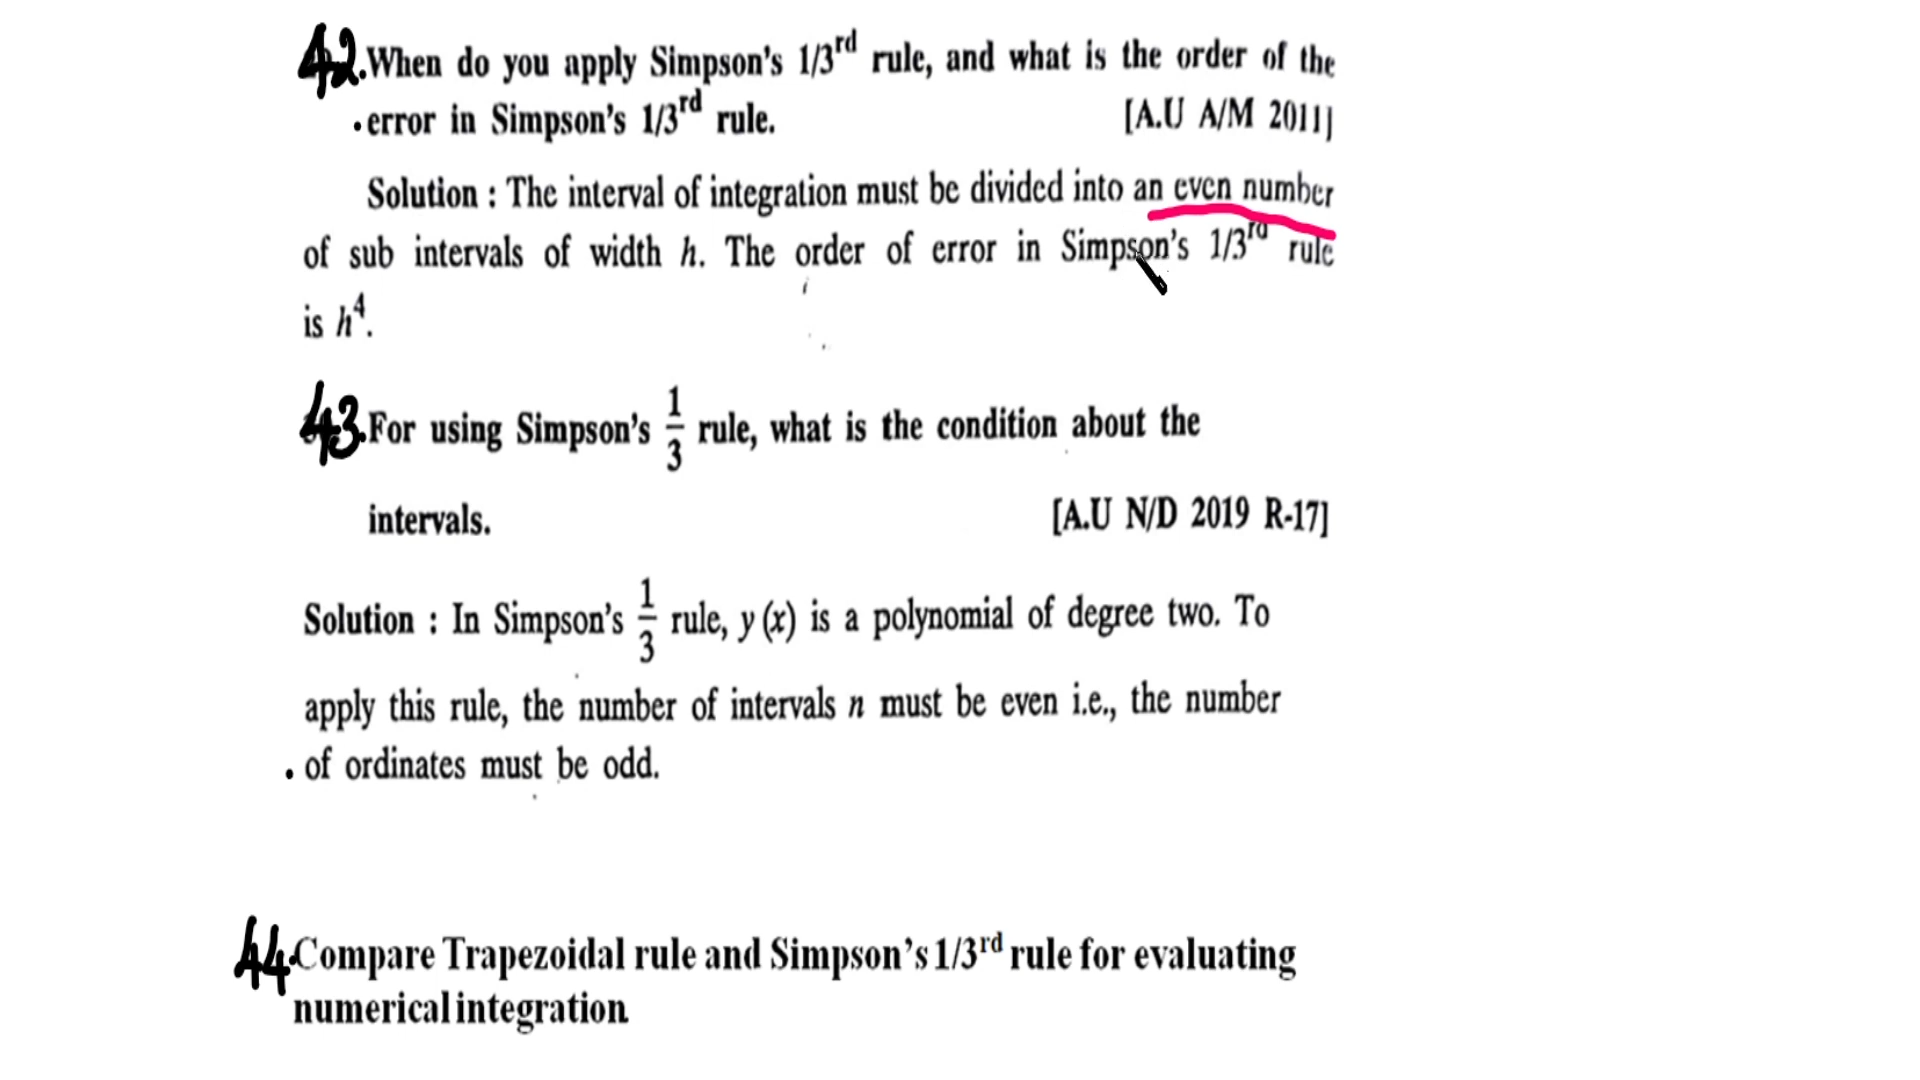 42. When do you apply Simpson's 1/3rd rule, and what is the order of the
error in Simpson's 1/3rd rule. [A.U A/M 2011]
Solution : The interval of integration must be divided into an even number
of sub intervals of width h. The order of error in Simpson's 1/3rd rule
is h⁴.
43. For using Simpson's 1/3 rule, what is the condition about the
intervals. [A.U N/D 2019 R-17]
Solution : In Simpson's 1/3 rule, y (x) is a polynomial of degree two. To
apply this rule, the number of intervals n must be even i.e., the number
of ordinates must be odd.
44. Compare Trapezoidal rule and Simpson's 1/3rd rule for evaluating
numerical integration